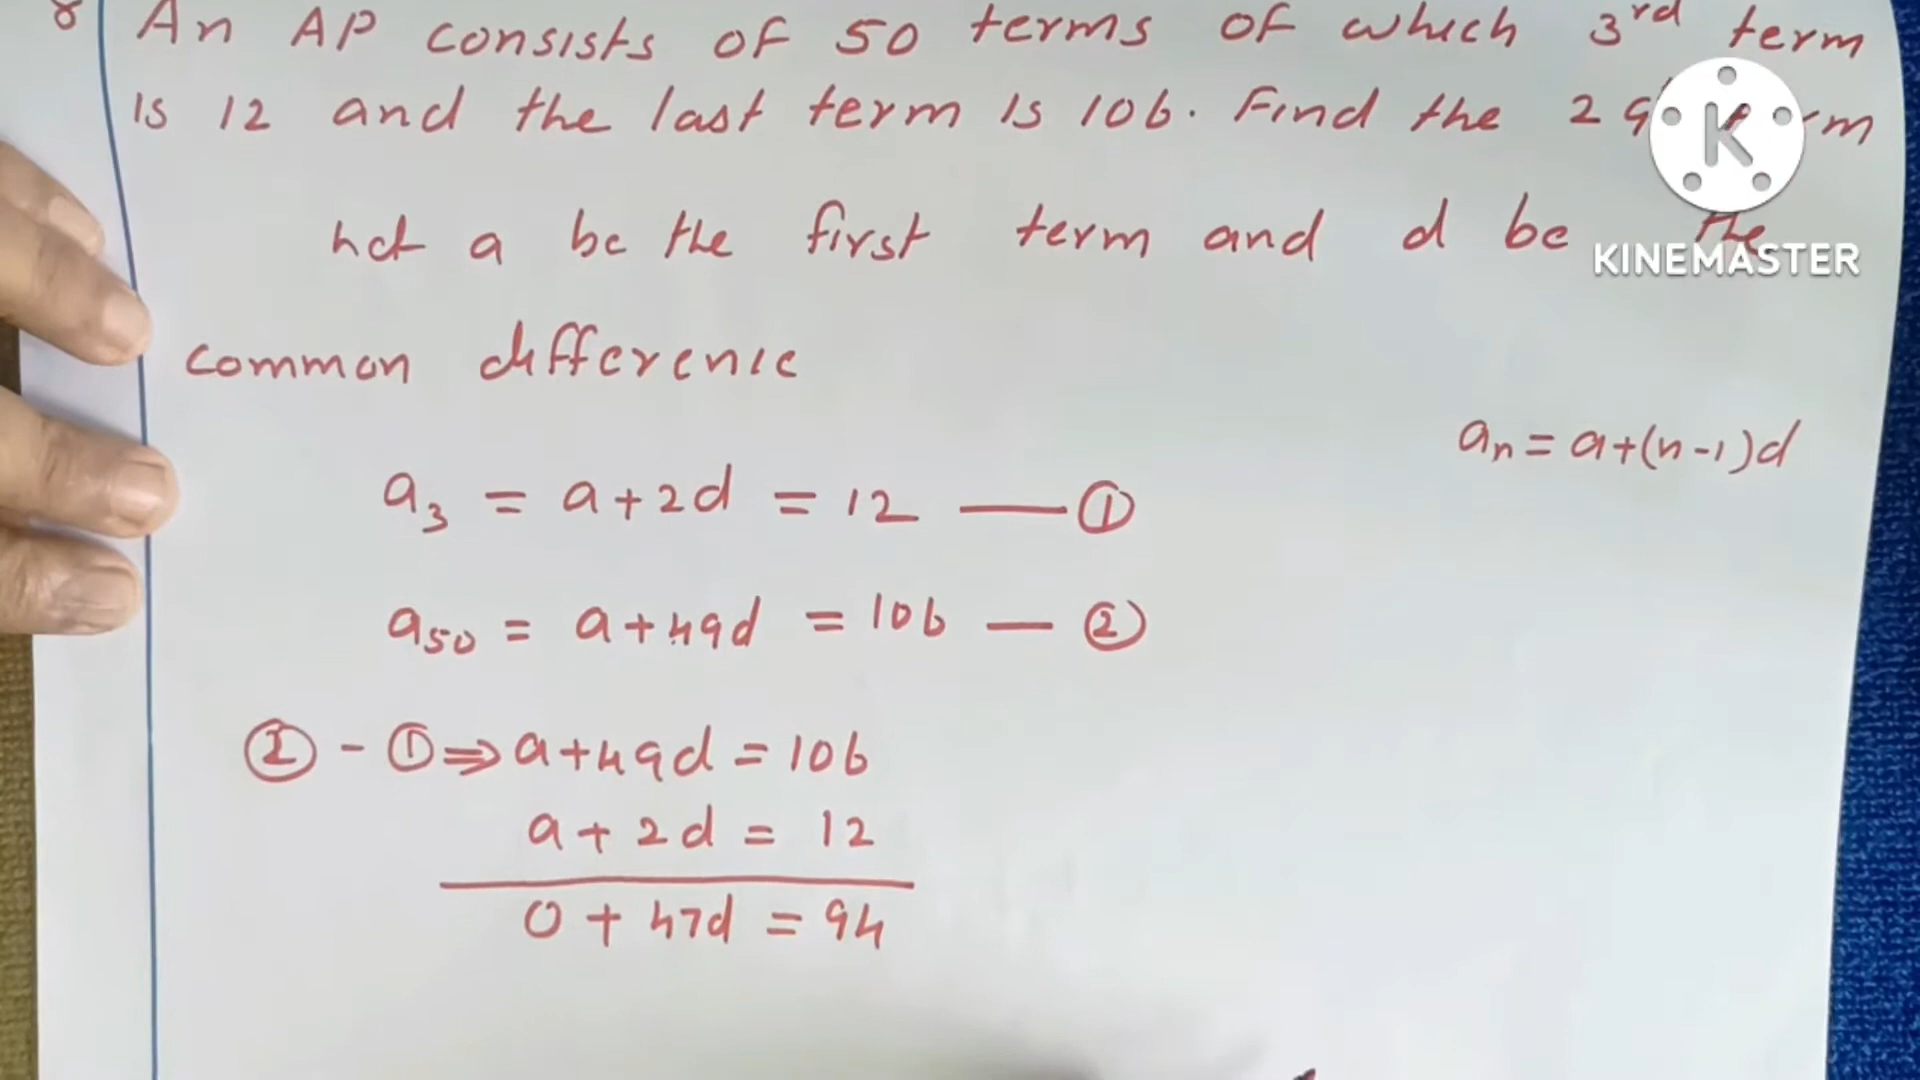 8 An AP consists of 50 terms of which 3rd term
is 12 and the last term is 106. Find the 29 term
Let a be the first term and d be the
KINEMASTER
common difference
an = a+(n-1)d
a3 = a+2d = 12 — ①
a50 = a+49d = 106 — ②
② - ① ⇒ a+49d = 106
a + 2d = 12
0 + 47d = 94